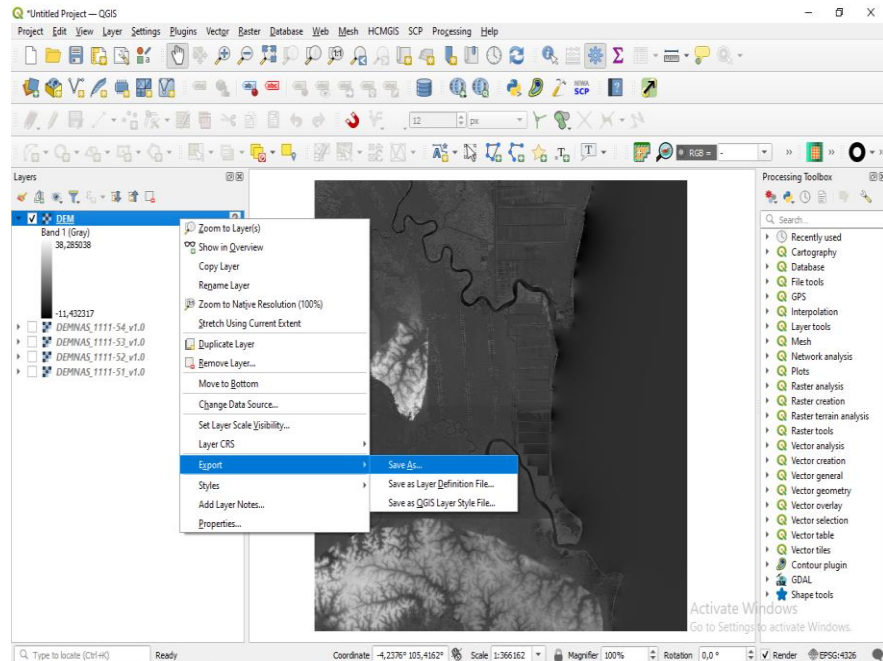 *Untitled Project — QGIS
Project Edit View Layer Settings Plugins Vector Raster Database Web Mesh HCMGIS SCP Processing Help
SCP
12 px
RGB = -
Layers
Processing Toolbox
DEM
Band 1 (Gray)
38,285038
-11,432317
DEMNAS_1111-54_v1.0
DEMNAS_1111-53_v1.0
DEMNAS_1111-52_v1.0
DEMNAS_1111-51_v1.0
Zoom to Layer(s)
Show in Overview
Copy Layer
Rename Layer
Zoom to Native Resolution (100%)
Stretch Using Current Extent
Duplicate Layer
Remove Layer...
Move to Bottom
Change Data Source...
Set Layer Scale Visibility...
Layer CRS
Export
Styles
Add Layer Notes...
Properties...
Save As...
Save as Layer Definition File...
Save as QGIS Layer Style File...
Search...
Recently used
Cartography
Database
File tools
GPS
Interpolation
Layer tools
Mesh
Network analysis
Plots
Raster analysis
Raster creation
Raster terrain analysis
Raster tools
Vector analysis
Vector creation
Vector general
Vector geometry
Vector overlay
Vector selection
Vector table
Vector tiles
Contour plugin
GDAL
Shape tools
Activate Windows
Go to Settings to activate Windows.
Type to locate (Ctrl+K) Ready Coordinate -4,2376° 105,4162° Scale 1:366162 Magnifier 100% Rotation 0,0 ° Render EPSG:4326